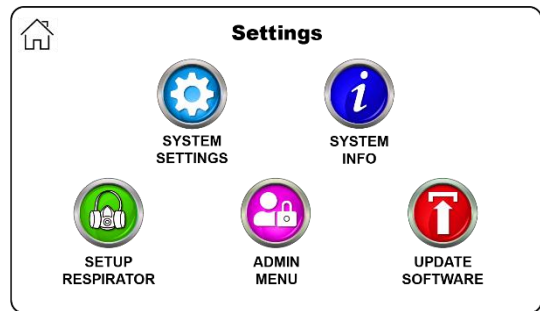 Settings
i
SYSTEM
SETTINGS
SYSTEM
INFO
SETUP
RESPIRATOR
ADMIN
MENU
UPDATE
SOFTWARE